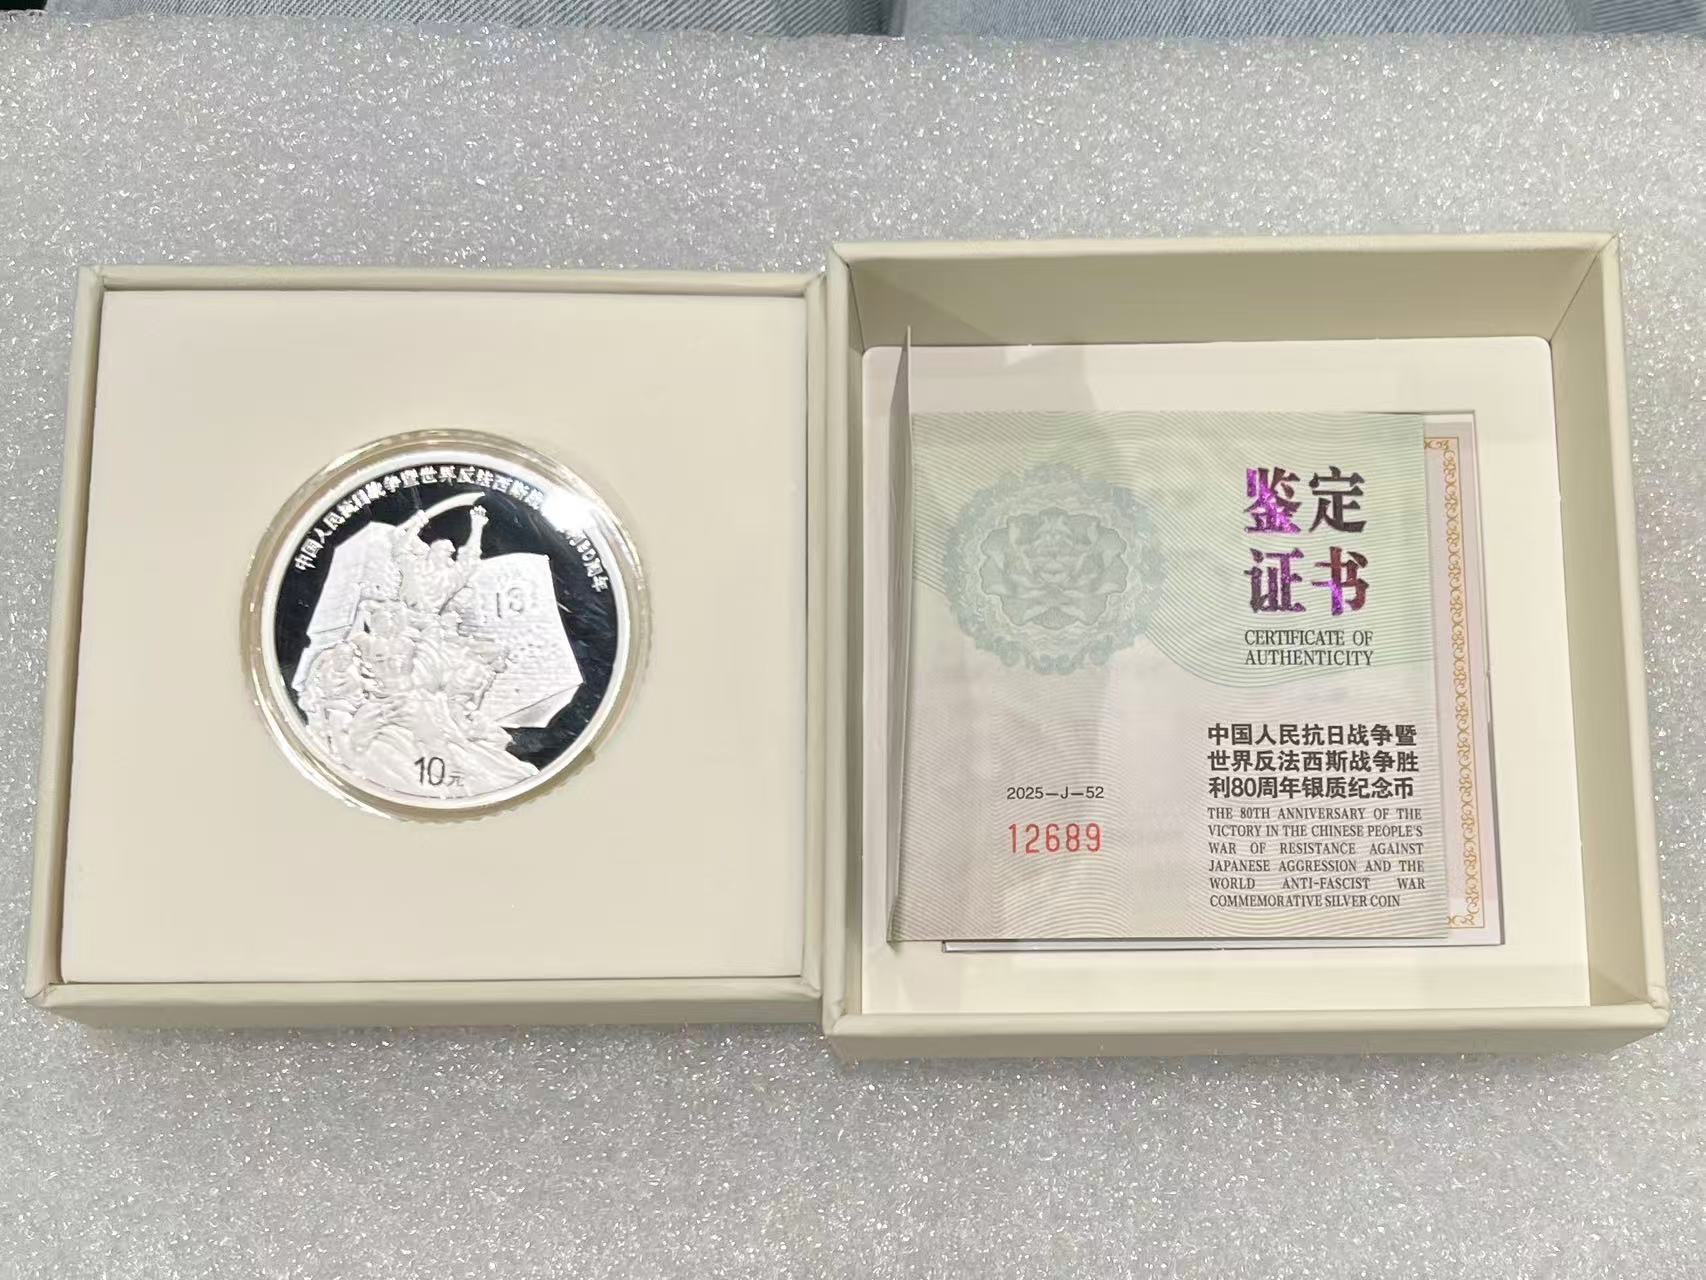 中国人民抗日战争暨世界反法西斯战
80周年
10元
鉴定
证书
CERTIFICATE OF
AUTHENTICITY
中国人民抗日战争暨
世界反法西斯战争胜
利80周年银质纪念币
THE 80TH ANNIVERSARY OF THE
VICTORY IN THE CHINESE PEOPLE'S
WAR OF RESISTANCE AGAINST
JAPANESE AGGRESSION AND THE
WORLD ANTI-FASCIST WAR
COMMEMORATIVE SILVER COIN
2025—J—52
12689